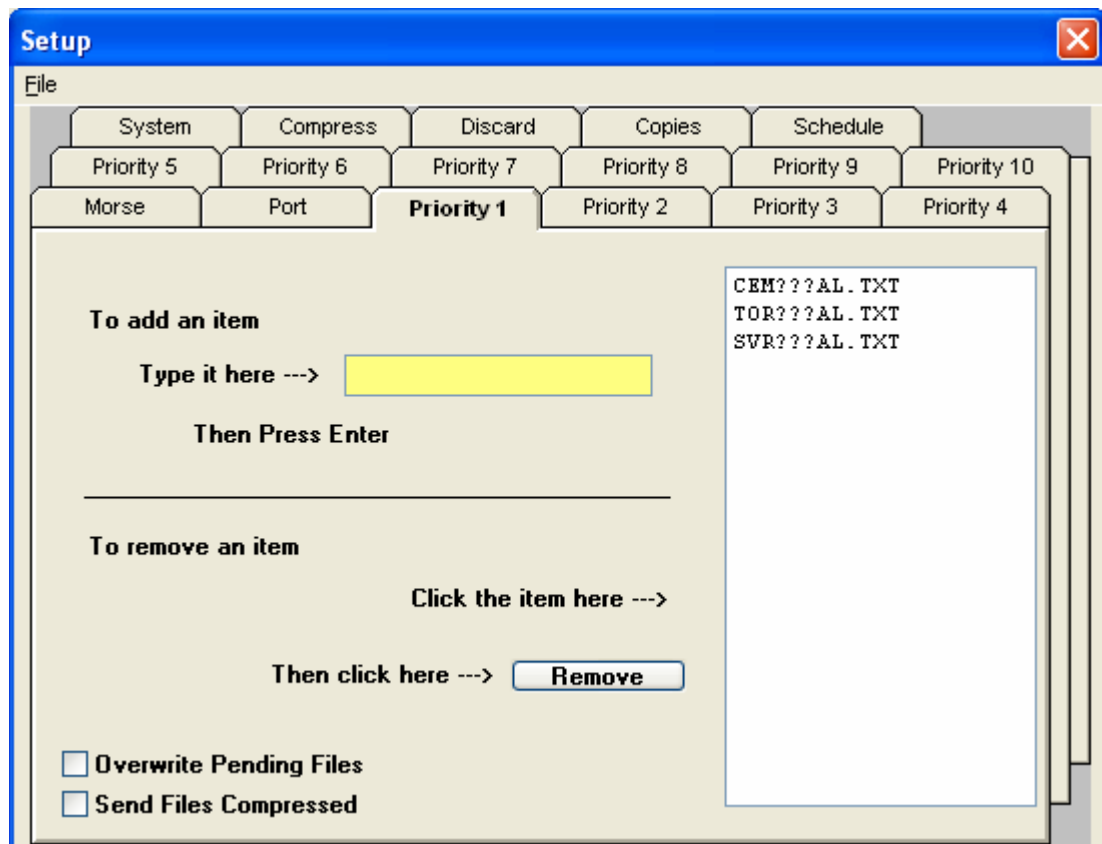 Setup
File
System Compress Discard Copies Schedule
Priority 5 Priority 6 Priority 7 Priority 8 Priority 9 Priority 10
Morse Port Priority 1 Priority 2 Priority 3 Priority 4
To add an item
Type it here --->
Then Press Enter
To remove an item
Click the item here --->
Then click here ---> Remove
Overwrite Pending Files
Send Files Compressed
CEM???AL.TXT
TOR???AL.TXT
SVR???AL.TXT